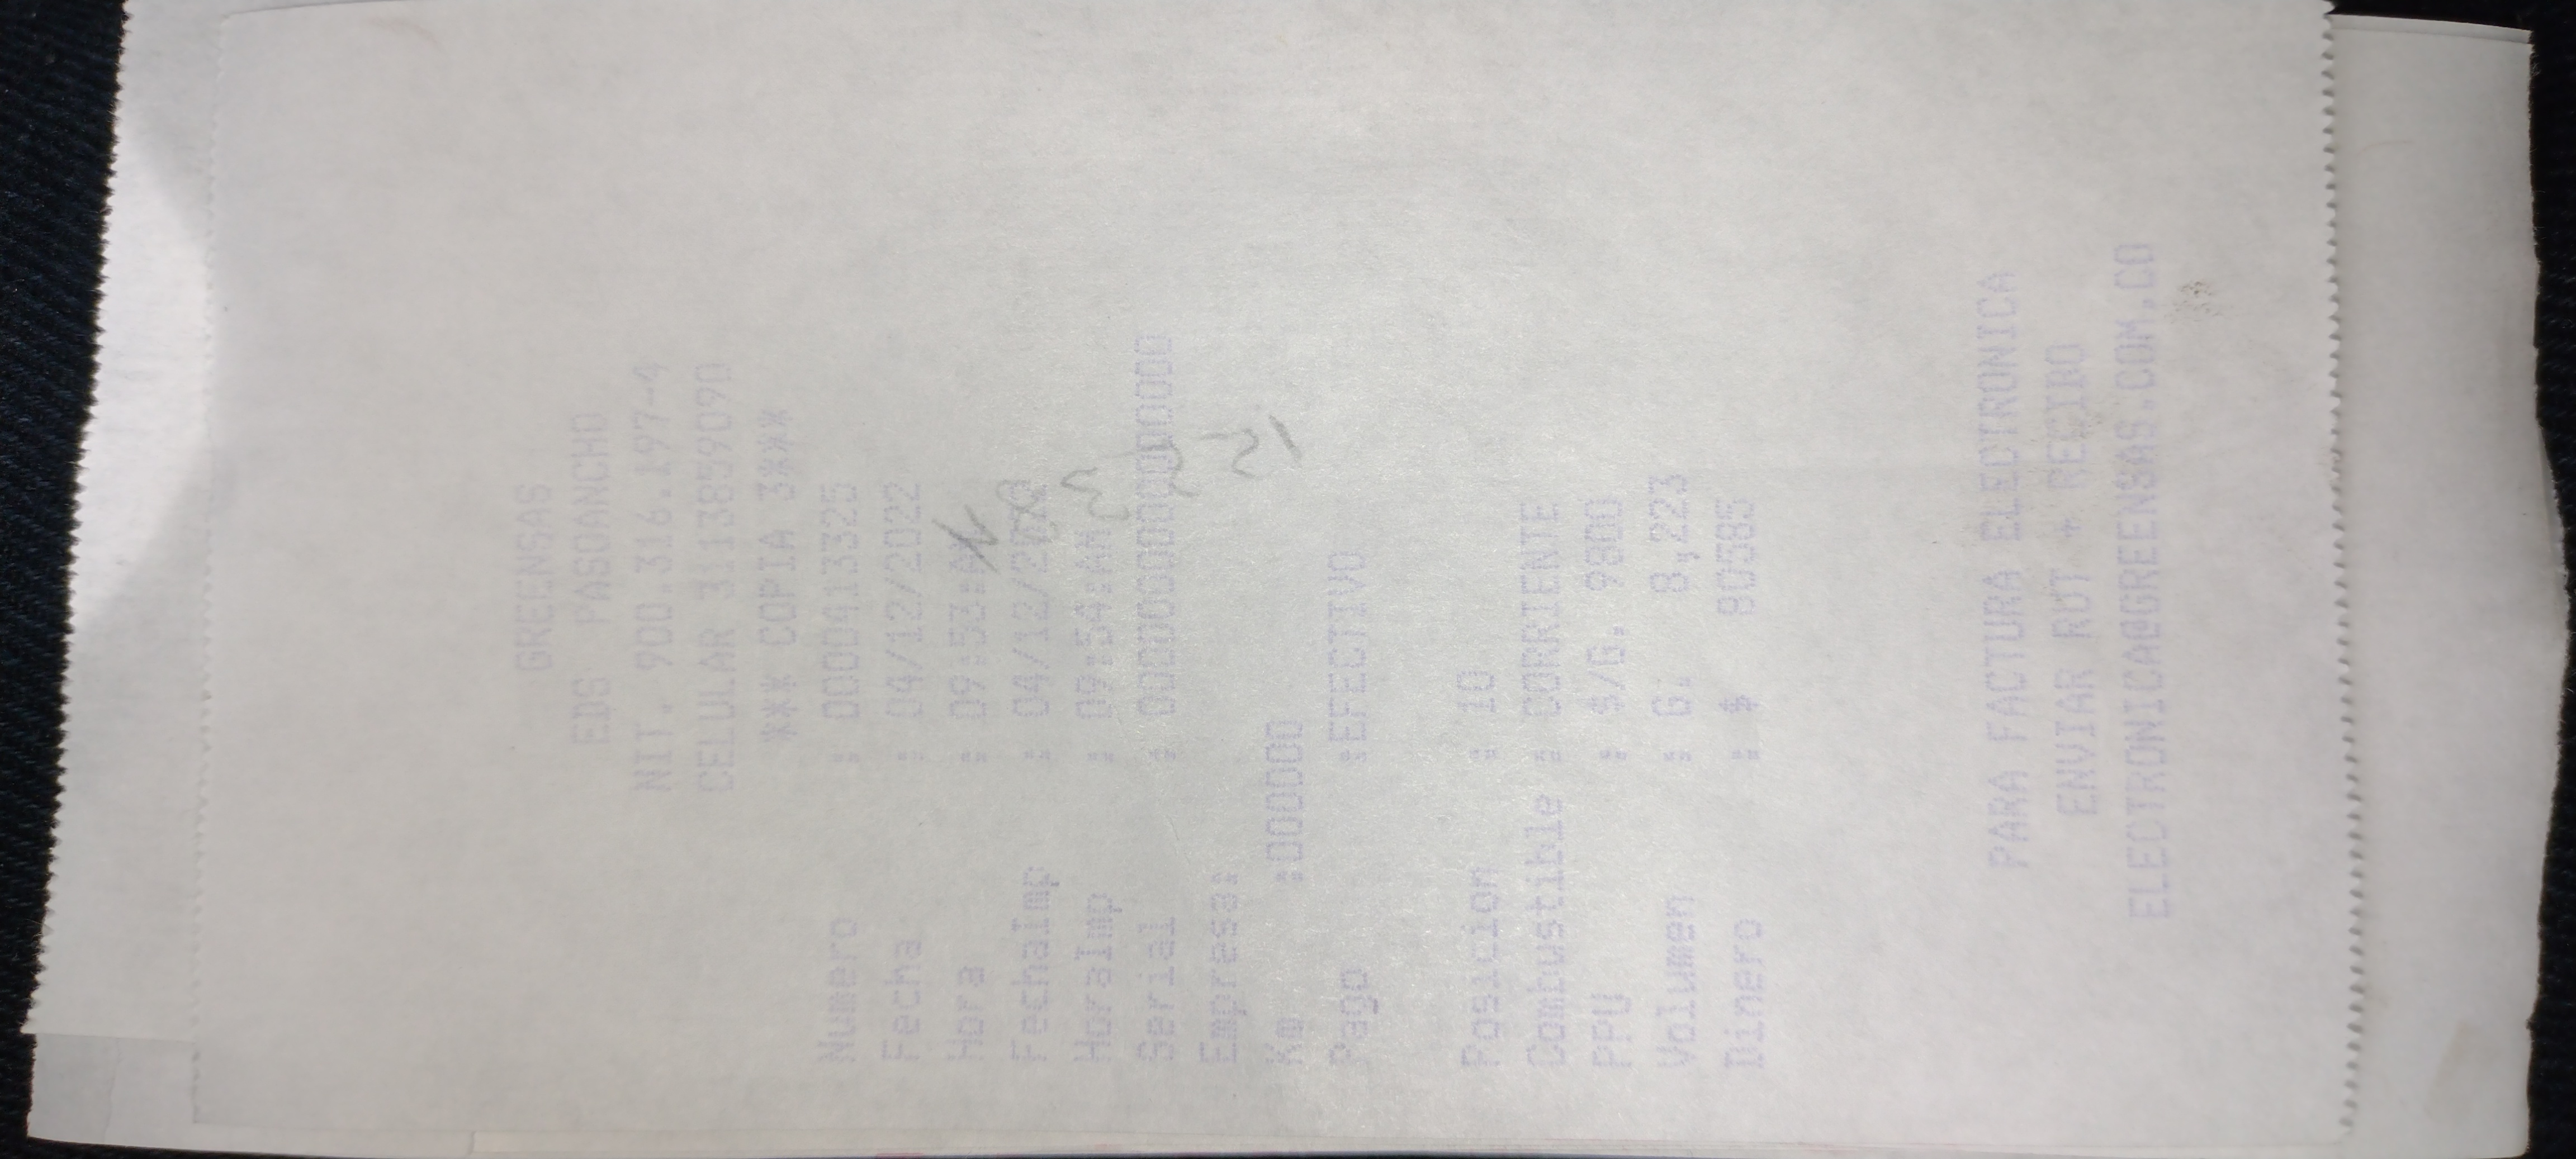 GREENSAS
EDS PASOANCHO
NIT. 900.316.197-4
CELULAR 3113859090
*** COPIA 3***
Numero : 000413325
Fecha : 04/12/2022
Hora : 09:53:AM
FechaImp : 04/12/2022
HoraImp : 09:54:AM
Serial : 0000000000000000
Empresa:
Km :000000
Pago :EFECTIVO
Posicion : 10
Combustible : CORRIENTE
PPU : $/G. 9800
Volumen : G. 8,223
Dinero : $ 80385
PARA FACTURA ELECTRONICA
ENVIAR RUT + RECIBO
ELECTRONICA@GREENSAS.COM.CO